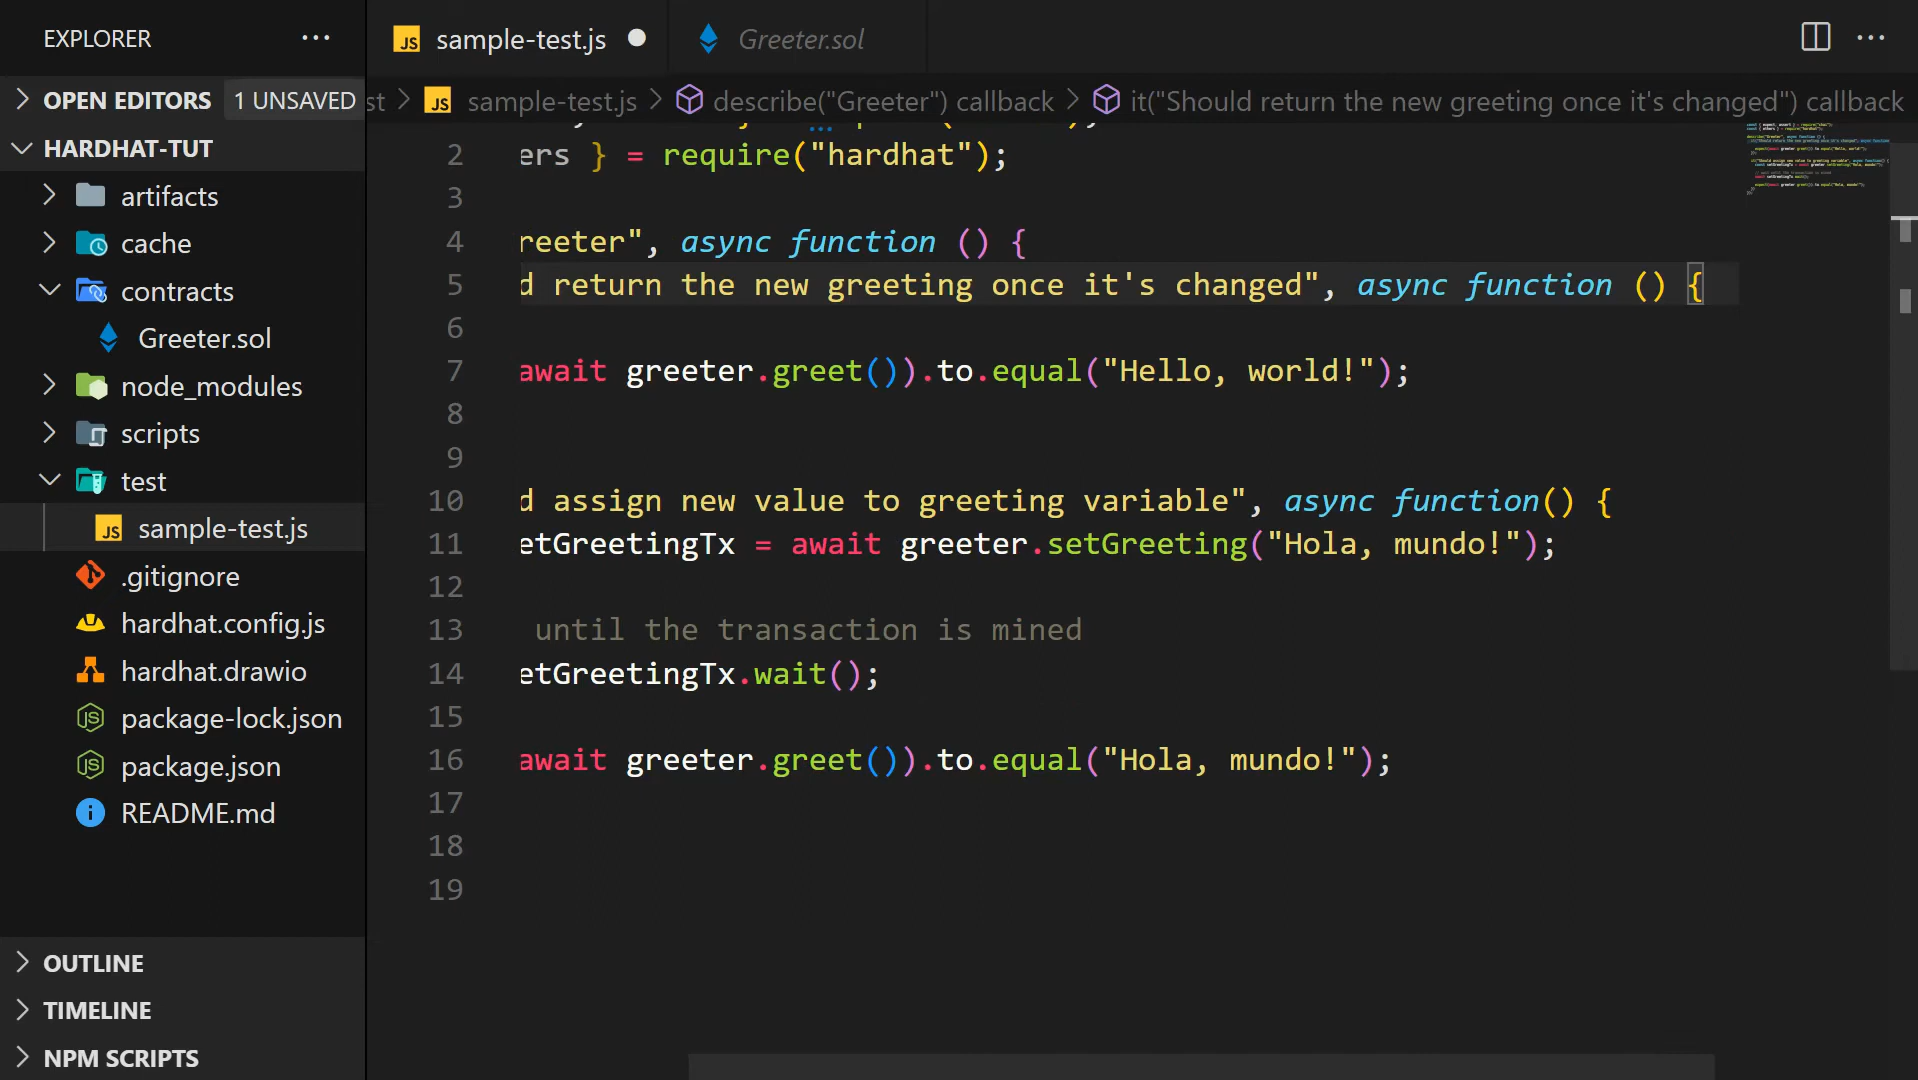 EXPLORER
sample-test.js
Greeter.sol
OPEN EDITORS 1 UNSAVED
st > sample-test.js > describe("Greeter") callback > it("Should return the new greeting once it's changed") callback
HARDHAT-TUT
artifacts
cache
contracts
Greeter.sol
node_modules
scripts
test
sample-test.js
.gitignore
hardhat.config.js
hardhat.drawio
package-lock.json
package.json
README.md
OUTLINE
TIMELINE
NPM SCRIPTS
2 ers } = require("hardhat");
3
4 reeter", async function () {
5 d return the new greeting once it's changed", async function () {
6
7 await greeter.greet()).to.equal("Hello, world!");
8
9
10 d assign new value to greeting variable", async function() {
11 etGreetingTx = await greeter.setGreeting("Hola, mundo!");
12
13 until the transaction is mined
14 etGreetingTx.wait();
15
16 await greeter.greet()).to.equal("Hola, mundo!");
17
18
19